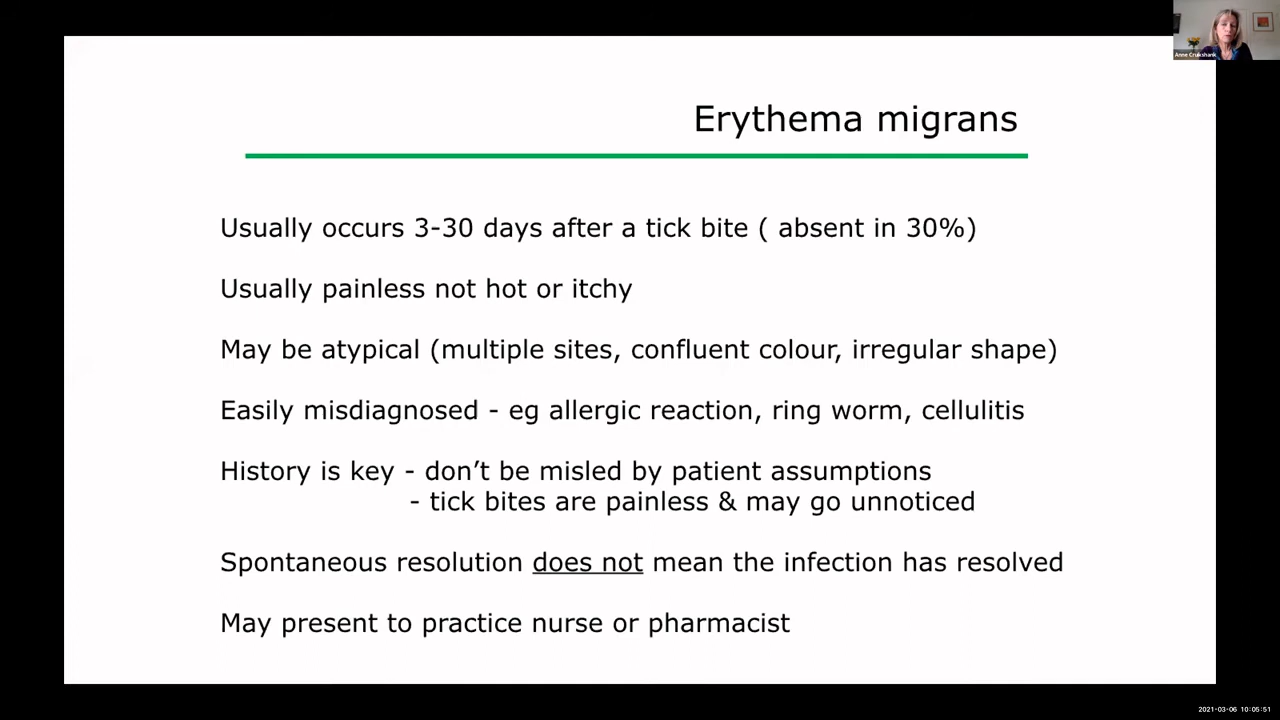 Anne Cruikshank
Erythema migrans
Usually occurs 3-30 days after a tick bite ( absent in 30%)
Usually painless not hot or itchy
May be atypical (multiple sites, confluent colour, irregular shape)
Easily misdiagnosed - eg allergic reaction, ring worm, cellulitis
History is key - don’t be misled by patient assumptions
- tick bites are painless & may go unnoticed
Spontaneous resolution does not mean the infection has resolved
May present to practice nurse or pharmacist
2021-03-06 10:05:51